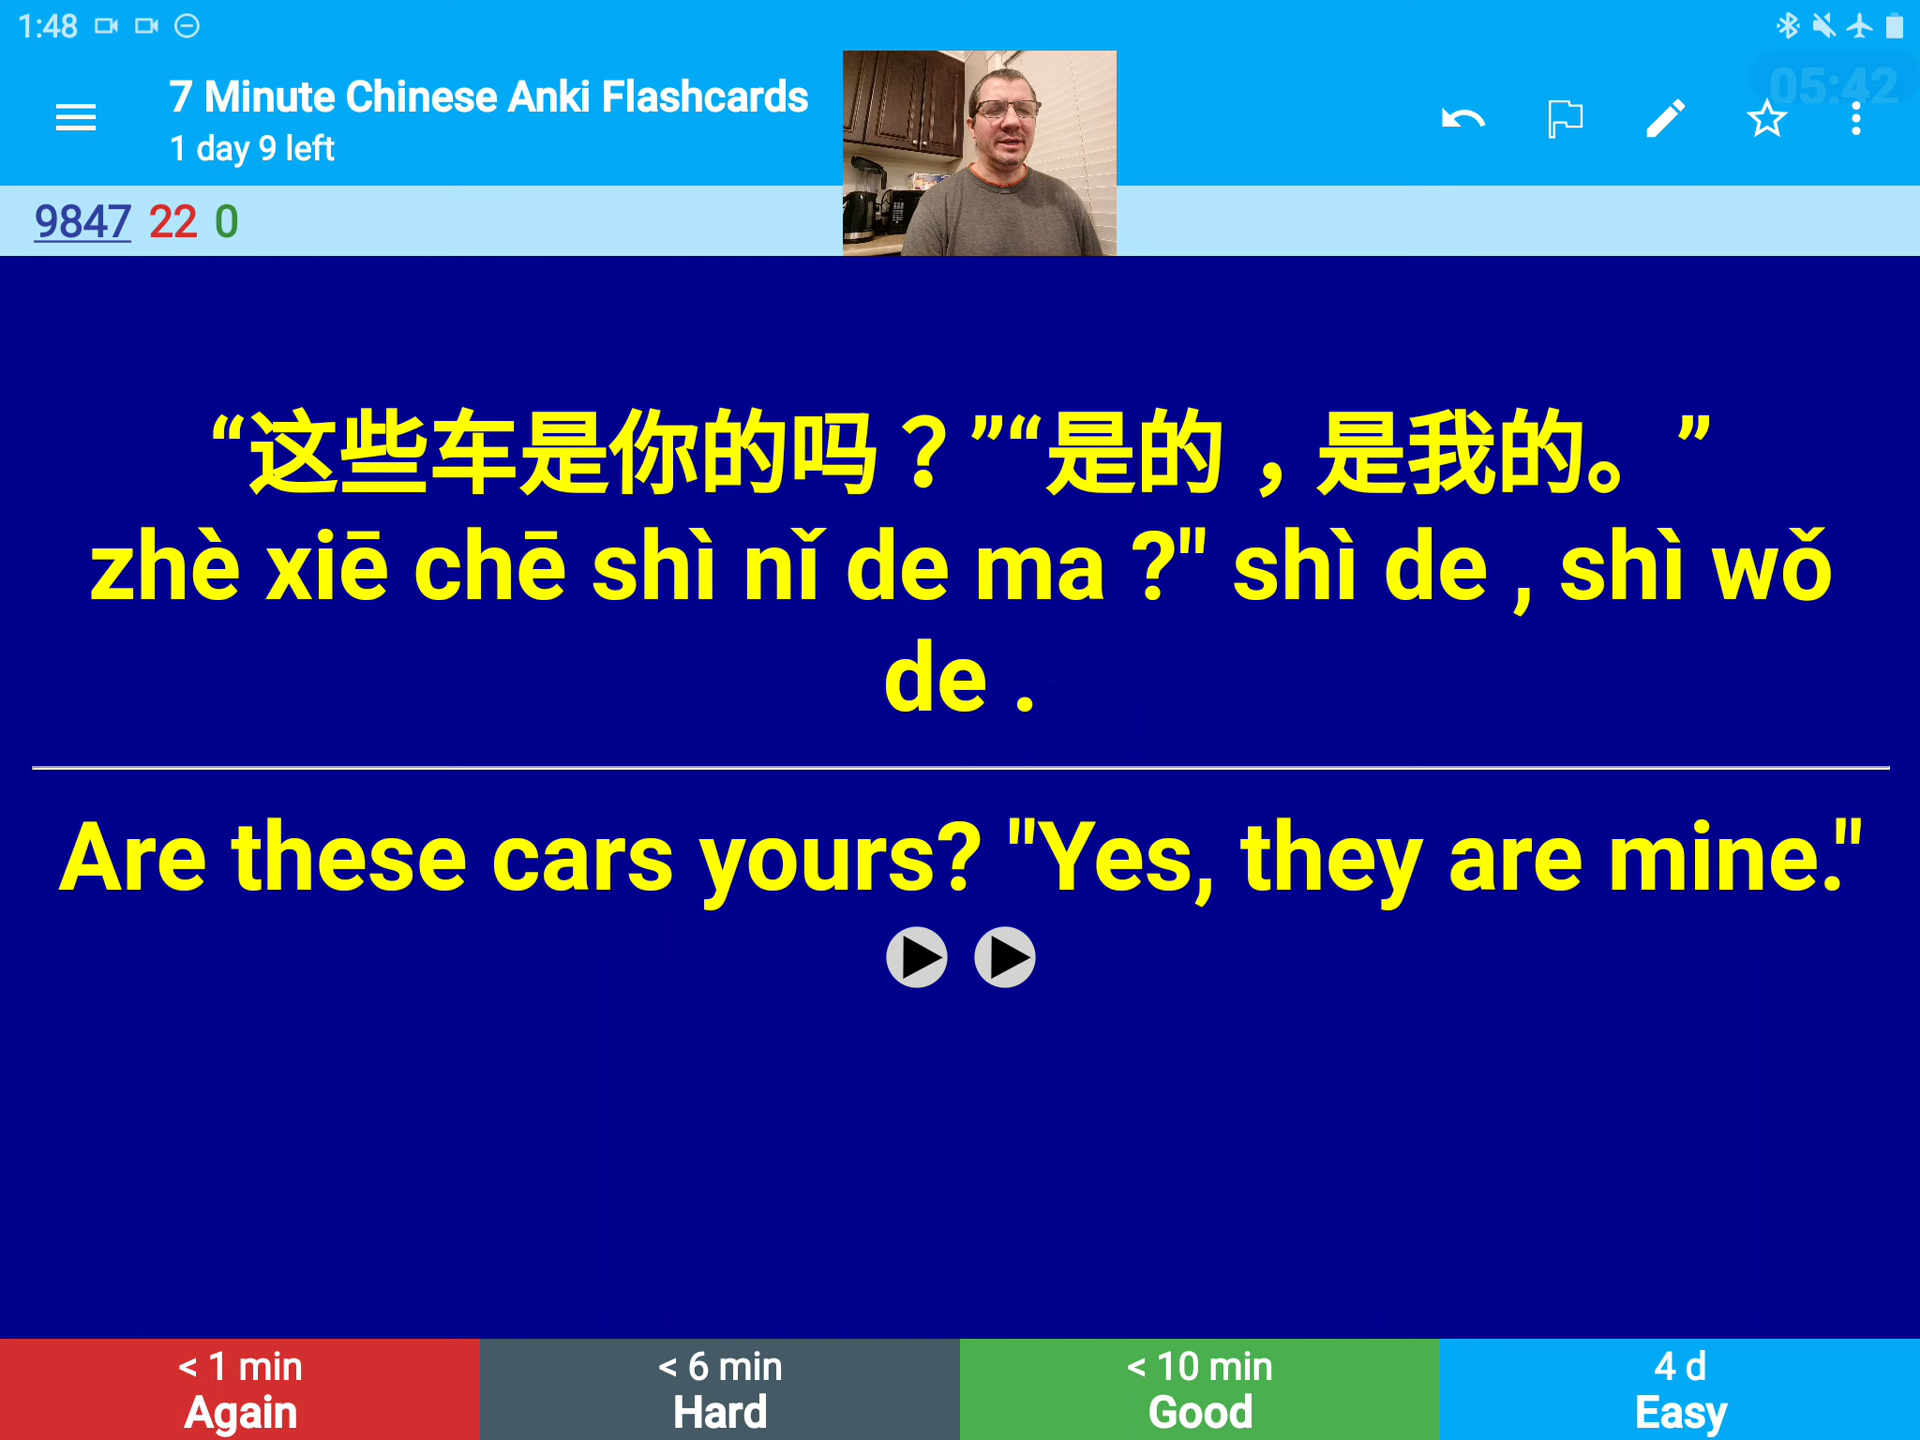 1:48
05:42
7 Minute Chinese Anki Flashcards
1 day 9 left
9847 22 0
“这些车是你的吗？”“是的，是我的。”
zhè xiē chē shì nǐ de ma ?" shì de , shì wǒ
de .
Are these cars yours? "Yes, they are mine."
< 1 min
Again
< 6 min
Hard
< 10 min
Good
4 d
Easy